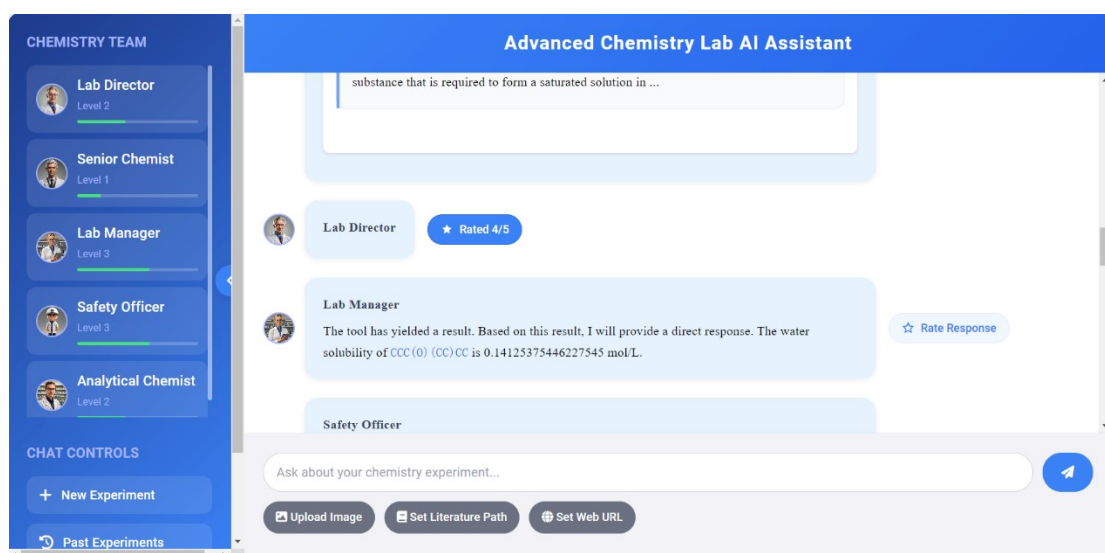 CHEMISTRY TEAM
Lab Director
Level 2
Senior Chemist
Level 1
Lab Manager
Level 3
Safety Officer
Level 3
Analytical Chemist
Level 2
CHAT CONTROLS
+ New Experiment
Past Experiments
Advanced Chemistry Lab AI Assistant
substance that is required to form a saturated solution in ...
Lab Director
Rated 4/5
Lab Manager
The tool has yielded a result. Based on this result, I will provide a direct response. The water
solubility of CCC(O)(CC)CC is 0.14125375446227545 mol/L.
Rate Response
Safety Officer
Ask about your chemistry experiment...
Upload Image
Set Literature Path
Set Web URL